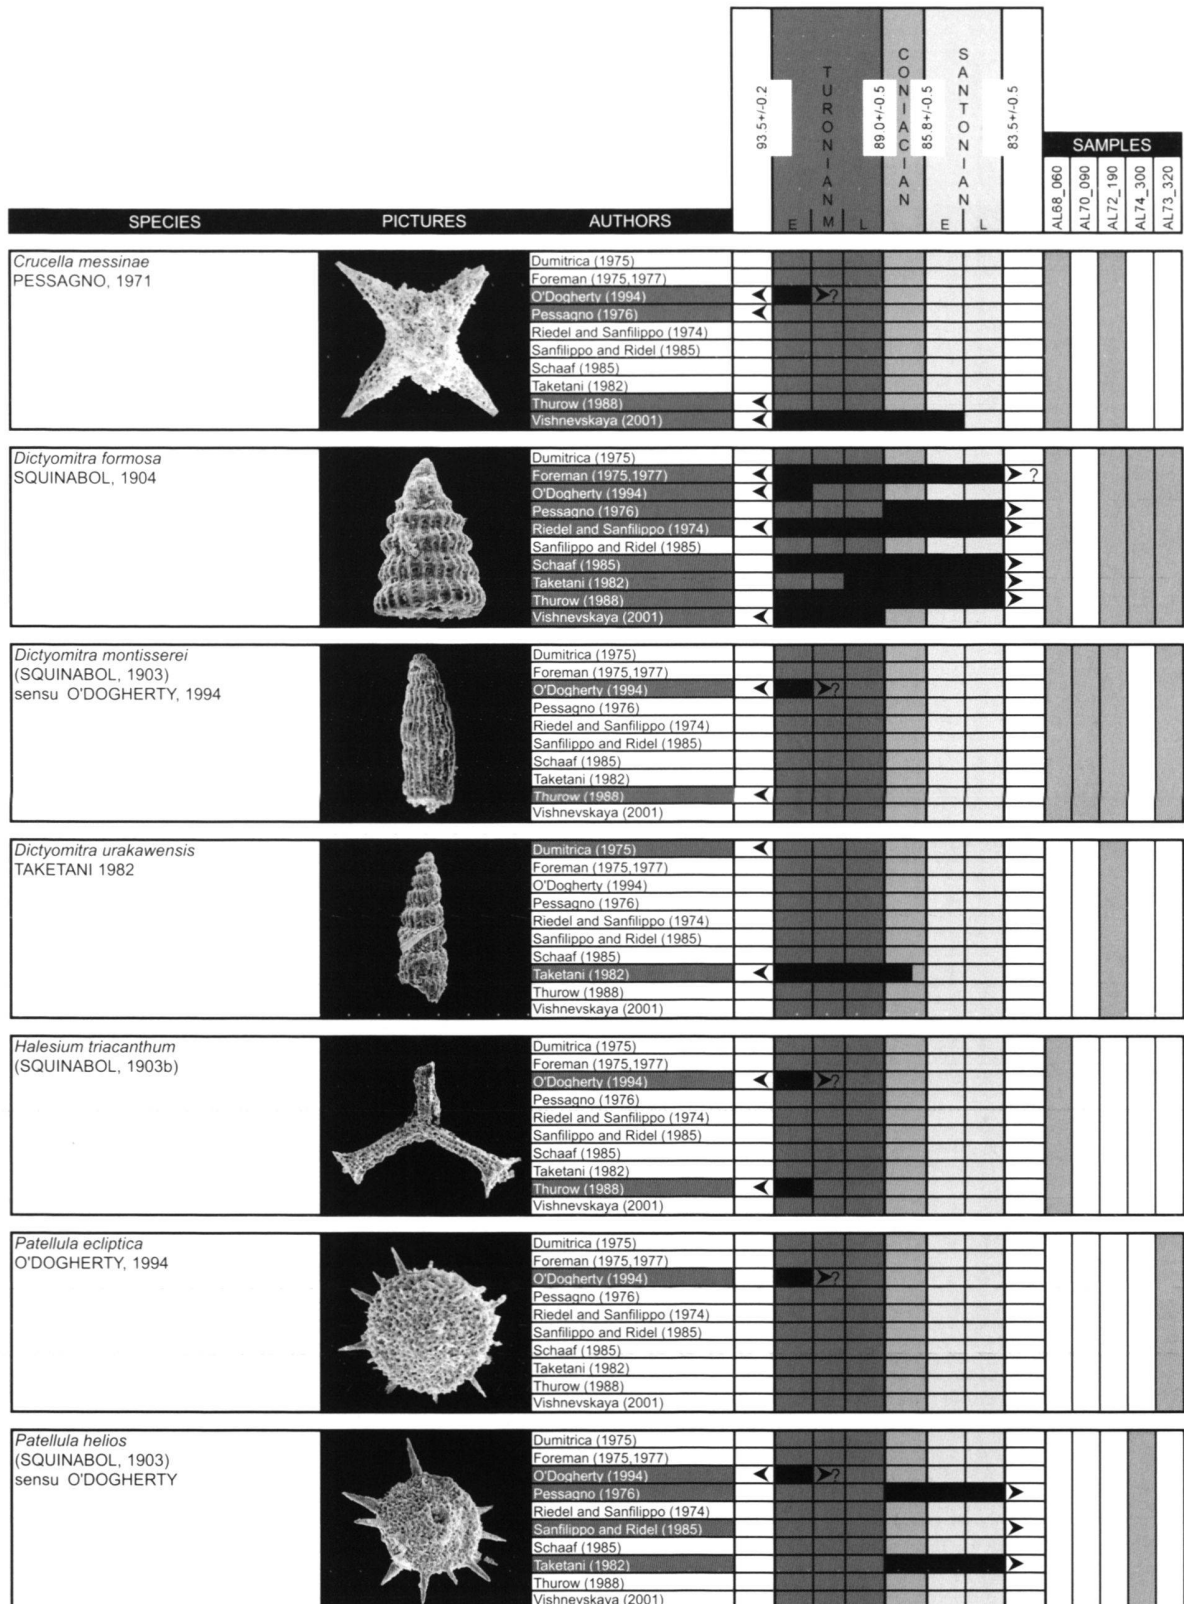 TURONIAN
CONIACIAN
SANTONIAN
93.5+/-0.2
89.0+/-0.5
85.8+/-0.5
83.5+/-0.5
SAMPLES
AL68_060
AL70_090
AL72_190
AL74_300
AL73_320
SPECIES PICTURES AUTHORS E M L E L
Crucella messinae
PESSAGNO, 1971
Dumitrica (1975)
Foreman (1975,1977)
O'Dogherty (1994) ?
Pessagno (1976)
Riedel and Sanfilippo (1974)
Sanfilippo and Ridel (1985)
Schaaf (1985)
Taketani (1982)
Thurow (1988)
Vishnevskaya (2001)
Dictyomitra formosa
SQUINABOL, 1904
Dumitrica (1975)
Foreman (1975,1977) ?
O'Dogherty (1994)
Pessagno (1976)
Riedel and Sanfilippo (1974)
Sanfilippo and Ridel (1985)
Schaaf (1985)
Taketani (1982)
Thurow (1988)
Vishnevskaya (2001)
Dictyomitra montisserei
(SQUINABOL, 1903)
sensu O'DOGHERTY, 1994
Dumitrica (1975)
Foreman (1975,1977)
O'Dogherty (1994) ?
Pessagno (1976)
Riedel and Sanfilippo (1974)
Sanfilippo and Ridel (1985)
Schaaf (1985)
Taketani (1982)
Thurow (1988)
Vishnevskaya (2001)
Dictyomitra urakawensis
TAKETANI 1982
Dumitrica (1975)
Foreman (1975,1977)
O'Dogherty (1994)
Pessagno (1976)
Riedel and Sanfilippo (1974)
Sanfilippo and Ridel (1985)
Schaaf (1985)
Taketani (1982)
Thurow (1988)
Vishnevskaya (2001)
Halesium triacanthum
(SQUINABOL, 1903b)
Dumitrica (1975)
Foreman (1975,1977)
O'Dogherty (1994) ?
Pessagno (1976)
Riedel and Sanfilippo (1974)
Sanfilippo and Ridel (1985)
Schaaf (1985)
Taketani (1982)
Thurow (1988)
Vishnevskaya (2001)
Patellula ecliptica
O'DOGHERTY, 1994
Dumitrica (1975)
Foreman (1975,1977)
O'Dogherty (1994) ?
Pessagno (1976)
Riedel and Sanfilippo (1974)
Sanfilippo and Ridel (1985)
Schaaf (1985)
Taketani (1982)
Thurow (1988)
Vishnevskaya (2001)
Patellula helios
(SQUINABOL, 1903)
sensu O'DOGHERTY
Dumitrica (1975)
Foreman (1975,1977)
O'Dogherty (1994) ?
Pessagno (1976)
Riedel and Sanfilippo (1974)
Sanfilippo and Ridel (1985)
Schaaf (1985)
Taketani (1982)
Thurow (1988)
Vishnevskaya (2001)